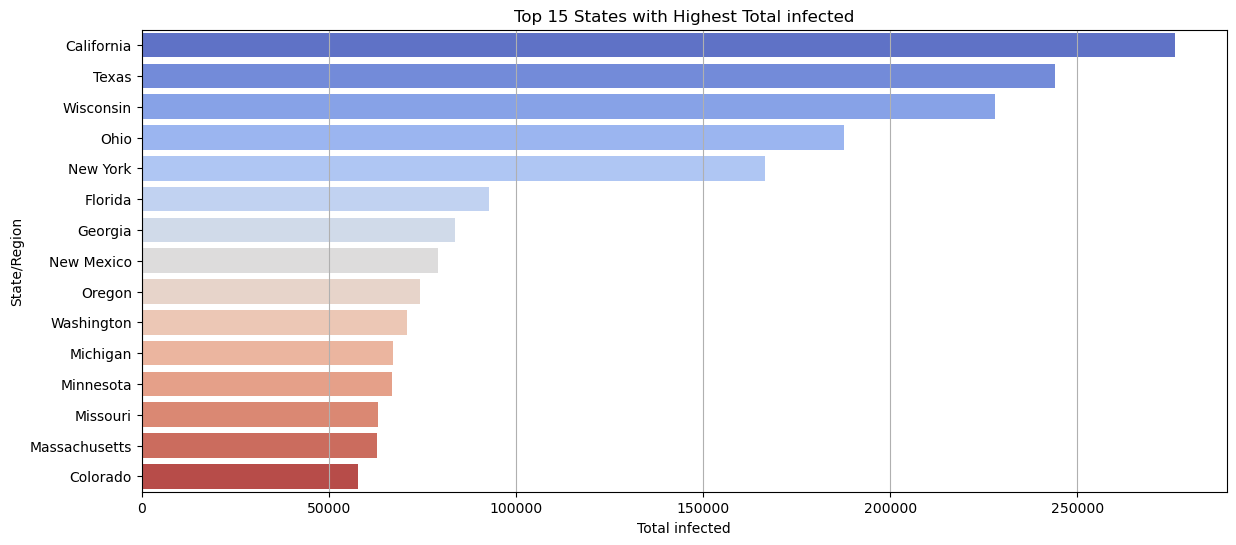 Top 15 States with Highest Total infected
State/Region
California
Texas
Wisconsin
Ohio
New York
Florida
Georgia
New Mexico
Oregon
Washington
Michigan
Minnesota
Missouri
Massachusetts
Colorado
0 50000 100000 150000 200000 250000
Total infected